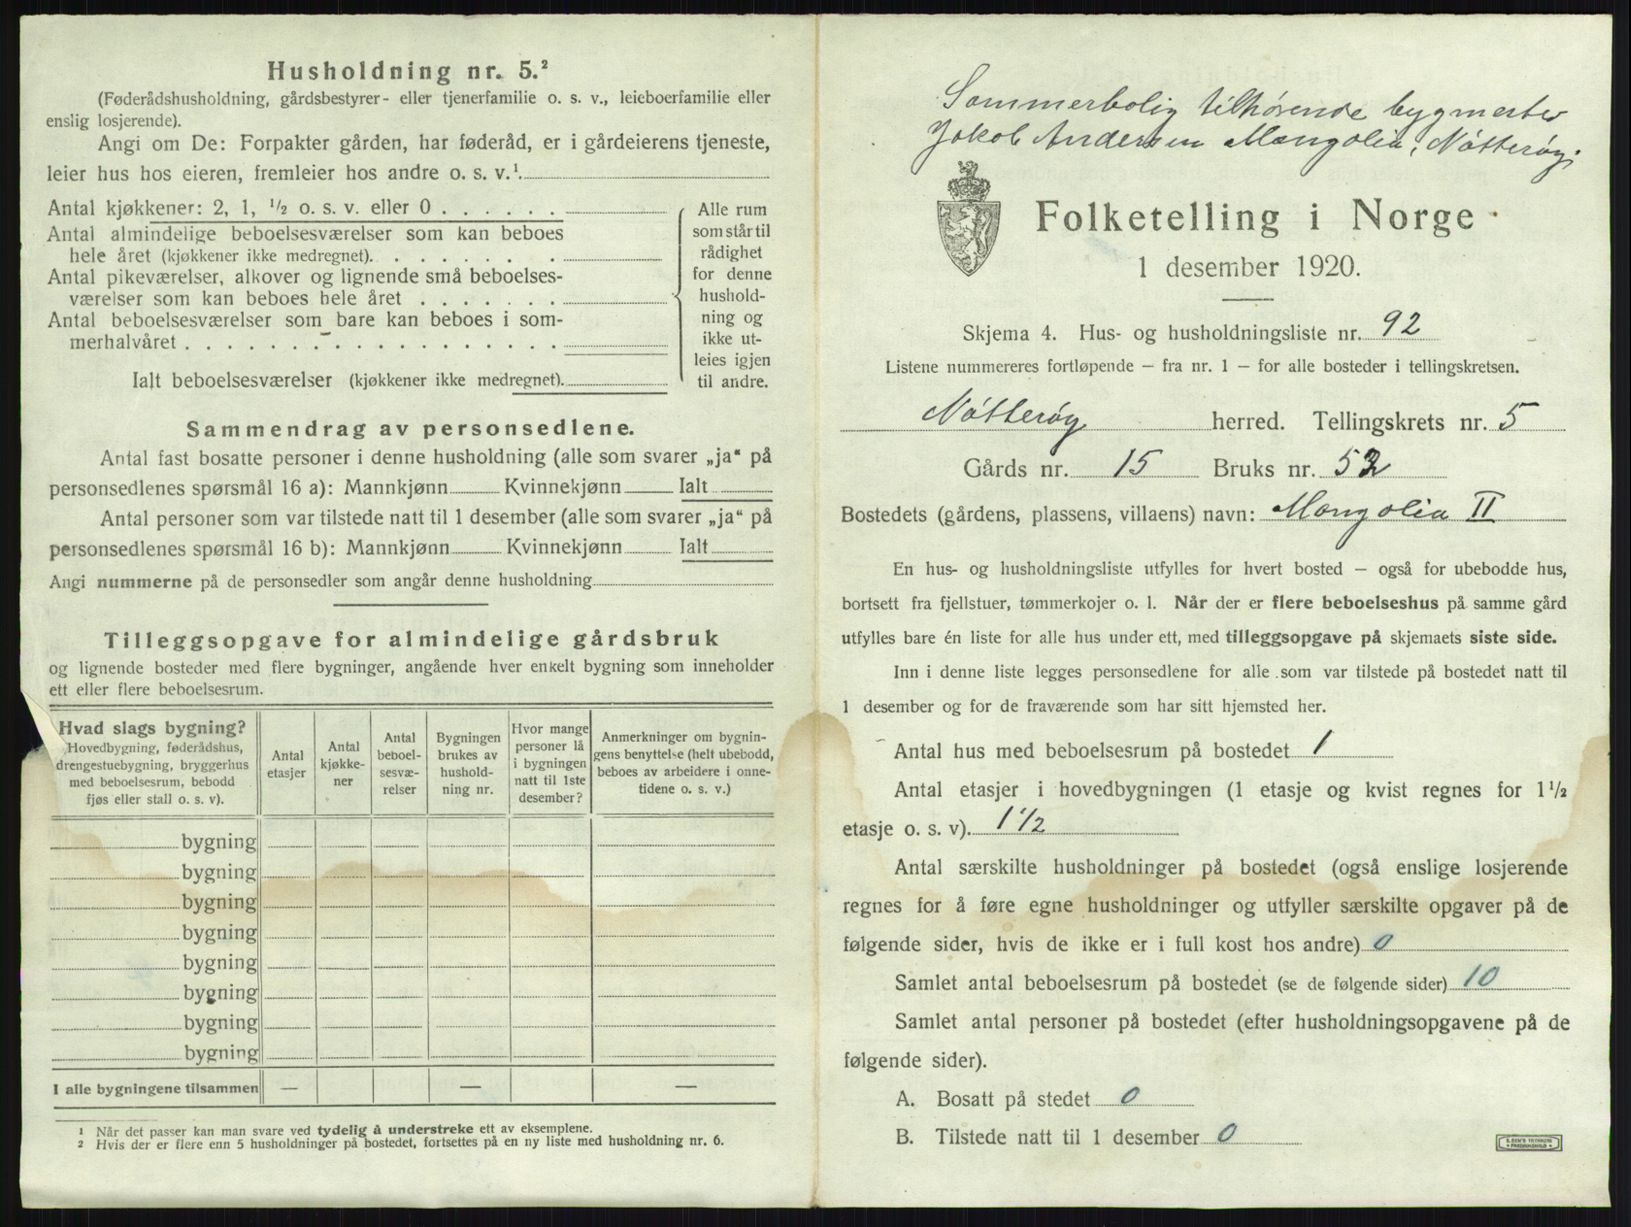 Husholdning nr. 5.²
(Føderådshusholdning, gårdsbestyrer- eller tjenerfamilie o. s. v., leieboerfamilie eller
enslig losjerende).
Angi om De: Forpakter gården, har føderåd, er i gårdeierens tjeneste,
leier hus hos eieren, fremleier hos andre o. s. v.¹
Antal kjøkkener: 2, 1, ½ o. s. v. eller 0
Antal almindelige beboelsesværelser som kan beboes
hele året (kjøkkener ikke medregnet).
Antal pikeværelser, alkover og lignende små beboelses-
værelser som kan beboes hele året
Antal beboelsesværelser som bare kan beboes i som-
merhalvåret
Ialt beboelsesværelser (kjøkkener ikke medregnet).
Alle rum
som står til
rådighet
for denne
hushold-
ning og
ikke ut-
leies igjen
til andre.
Sammendrag av personsedlene.
Antal fast bosatte personer i denne husholdning (alle som svarer „ja“ på
personsedlenes spørsmål 16 a): Mannkjønn Kvinnekjønn Ialt
Antal personer som var tilstede natt til 1 desember (alle som svarer „ja“ på
personsedlenes spørsmål 16 b): Mannkjønn Kvinnekjønn Ialt
Angi nummerne på de personsedler som angår denne husholdning
Tilleggsopgave for almindelige gårdsbruk
og lignende bosteder med flere bygninger, angående hver enkelt bygning som inneholder
ett eller flere beboelsesrum.
Hvad slags bygning?
(Hovedbygning, føderådshus,
drengestuebygning, bryggerhus
med beboelsesrum, bebodd
fjøs eller stall o. s. v).
Antal
etasjer
Antal
kjøkke-
ner
Antal
beboel-
sesvæ-
relser
Bygningen
brukes av
hushold-
ning nr.
Hvor mange
personer lå
i bygningen
natt til 1ste
desember?
Anmerkninger om bygnin-
gens benyttelse (helt ubebodd,
beboes av arbeidere i onne-
tidene o. s. v.)
bygning
bygning
bygning
bygning
bygning
bygning
bygning
bygning
I alle bygningene tilsammen — — —
¹ Når det passer kan man svare ved tydelig å understreke ett av eksemplene.
² Hvis der er flere enn 5 husholdninger på bostedet, fortsettes på en ny liste med husholdning nr. 6.
Sommerbolig tilhørende bygmester
Jakob Andersen Mongolia, Nøtterøy.
Folketelling i Norge
1 desember 1920.
Skjema 4. Hus- og husholdningsliste nr. 92
Listene nummereres fortløpende — fra nr. 1 — for alle bosteder i tellingskretsen.
Nøtterøy herred. Tellingskrets nr. 5
Gårds nr. 15 Bruks nr. 52
Bostedets (gårdens, plassens, villaens) navn: Mongolia II
En hus- og husholdningsliste utfylles for hvert bosted — også for ubebodde hus,
bortsett fra fjellstuer, tømmerkojer o. l. Når der er flere beboelseshus på samme gård
utfylles bare én liste for alle hus under ett, med tilleggsopgave på skjemaets siste side.
Inn i denne liste legges personsedlene for alle som var tilstede på bostedet natt til
1 desember og for de fraværende som har sitt hjemsted her.
Antal hus med beboelsesrum på bostedet 1
Antal etasjer i hovedbygningen (1 etasje og kvist regnes for 1½
etasje o. s. v). 1½
Antal særskilte husholdninger på bostedet (også enslige losjerende
regnes for å føre egne husholdninger og utfyller særskilte opgaver på de
følgende sider, hvis de ikke er i full kost hos andre) 0
Samlet antal beboelsesrum på bostedet (se de følgende sider) 10
Samlet antal personer på bostedet (efter husholdningsopgavene på de
følgende sider).
A. Bosatt på stedet 0
B. Tilstede natt til 1 desember 0